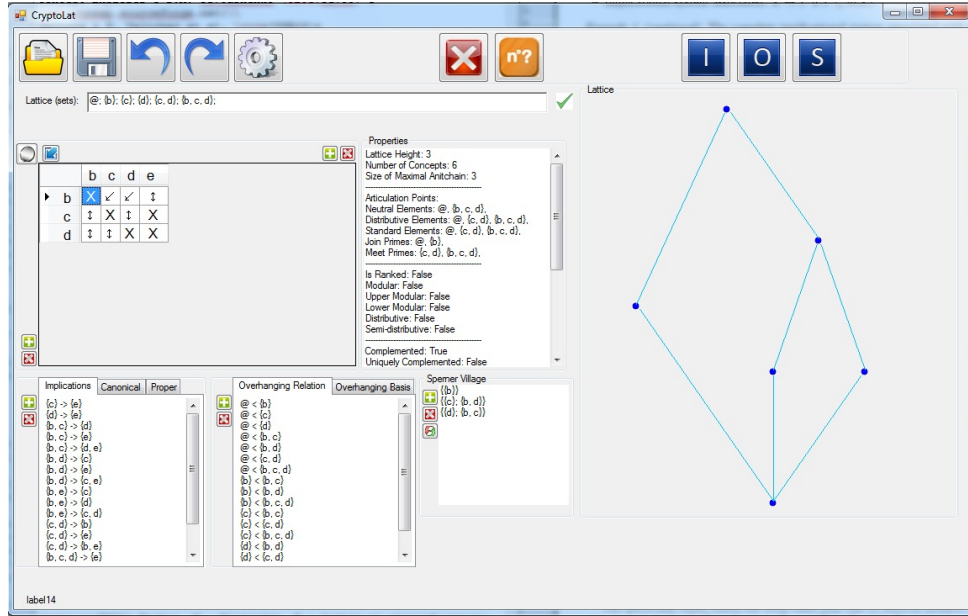 CryptoLat
n°?
I O S
Lattice (sets): @; {b}; {c}; {d}; {c, d}; {b, c, d};
Lattice
b c d e
b X ↙ ↙ ↕
c ↕ X ↕ X
d ↕ ↕ X X
Properties
Lattice Height: 3
Number of Concepts: 6
Size of Maximal Anitchain: 3
Articulation Points:
Neutral Elements: @, {b, c, d},
Distributive Elements: @, {c, d}, {b, c, d},
Standard Elements: @, {c, d}, {b, c, d},
Join Primes: @, {b},
Meet Primes: {c, d}, {b, c, d},
Is Ranked: False
Modular: False
Upper Modular: False
Lower Modular: False
Distributive: False
Semi-distributive: False
Complemented: True
Uniquely Complemented: False
Implications Canonical Proper
{c} -> {e}
{d} -> {e}
{b, c} -> {d}
{b, c} -> {e}
{b, c} -> {d, e}
{b, d} -> {c}
{b, d} -> {e}
{b, d} -> {c, e}
{b, e} -> {c}
{b, e} -> {d}
{b, e} -> {c, d}
{c, d} -> {b}
{c, d} -> {e}
{c, d} -> {b, e}
{b, c, d} -> {e}
Overhanging Relation Overhanging Basis
@ < {b}
@ < {c}
@ < {d}
@ < {b, c}
@ < {b, d}
@ < {c, d}
@ < {b, c, d}
{b} < {b, c}
{b} < {b, d}
{b} < {b, c, d}
{c} < {b, c}
{c} < {c, d}
{c} < {b, c, d}
{d} < {b, d}
{d} < {c, d}
Sperner Village
{{b}}
{{c}; {b, d}}
{{d}; {b, c}}
label14